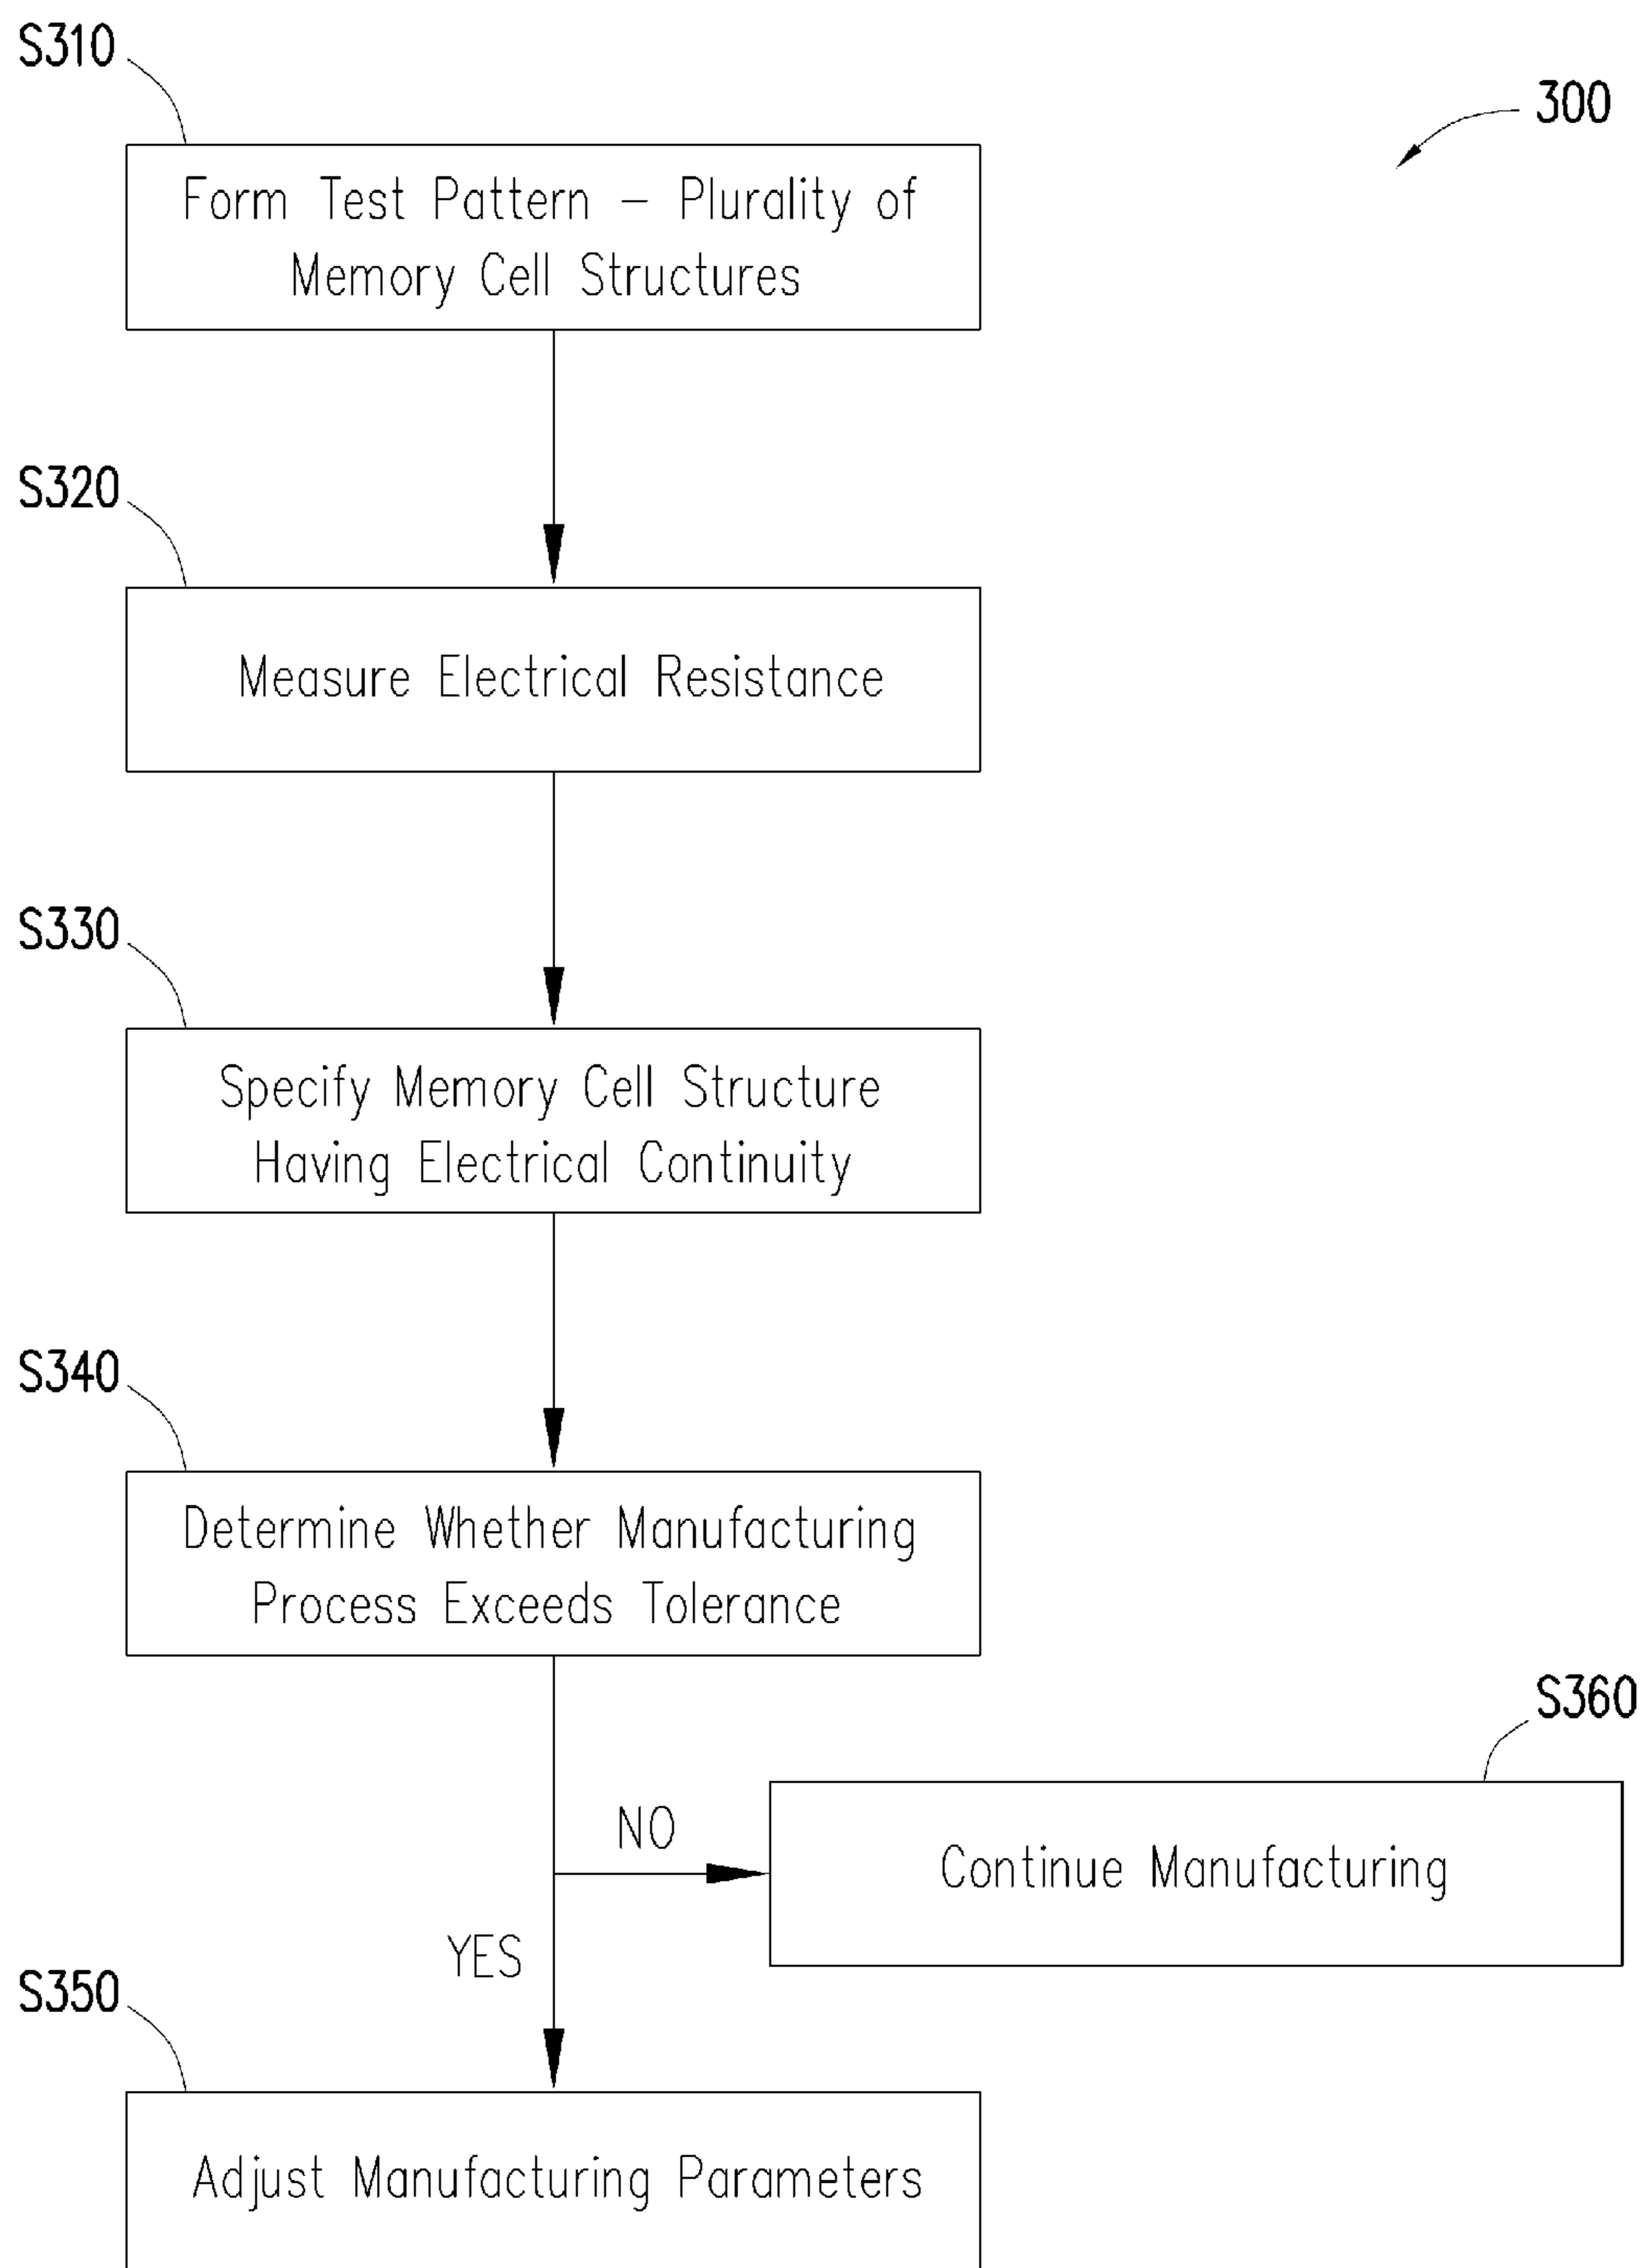 S310
300
Form Test Pattern – Plurality of
Memory Cell Structures
S320
Measure Electrical Resistance
S330
Specify Memory Cell Structure
Having Electrical Continuity
S340
Determine Whether Manufacturing
Process Exceeds Tolerance
S360
NO
Continue Manufacturing
YES
S350
Adjust Manufacturing Parameters